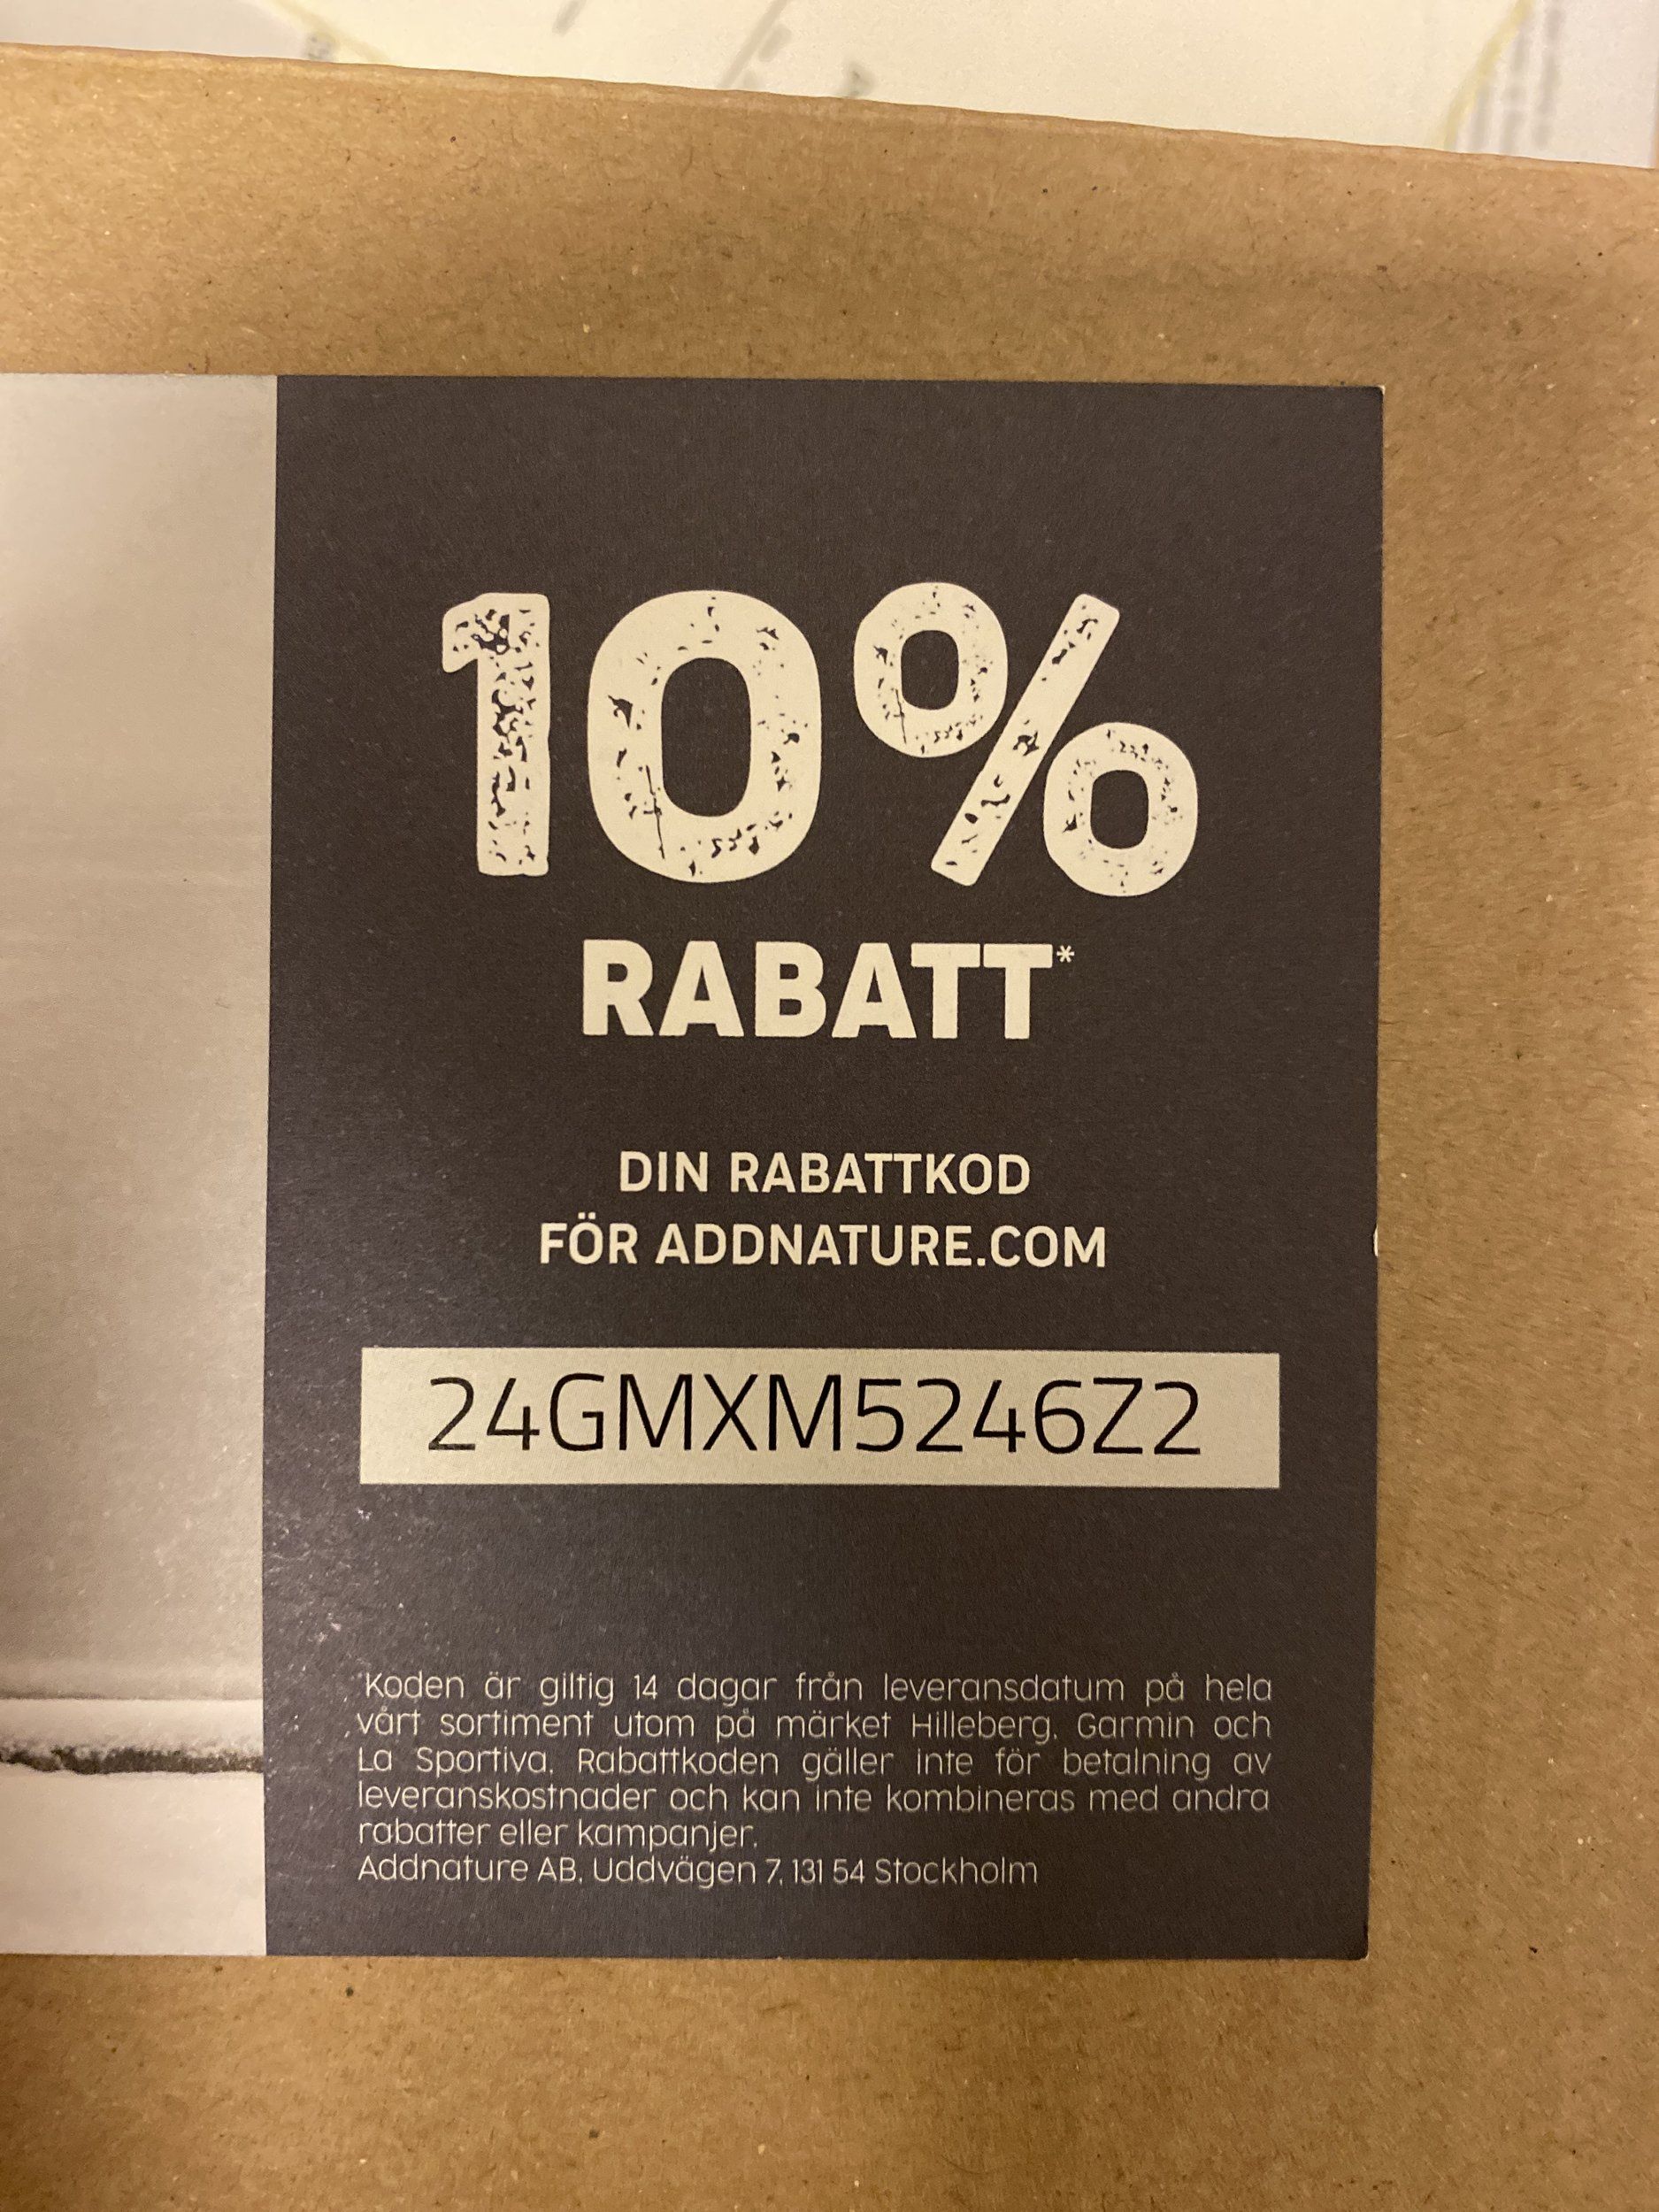 10%
RABATT*
DIN RABATTKOD
FÖR ADDNATURE.COM
24GMXM5246Z2
*Koden är giltig 14 dagar från leveransdatum på hela
vårt sortiment utom på märket Hilleberg, Garmin och
La Sportiva. Rabattkoden gäller inte för betalning av
leveranskostnader och kan inte kombineras med andra
rabatter eller kampanjer.
Addnature AB, Uddvägen 7, 131 54 Stockholm